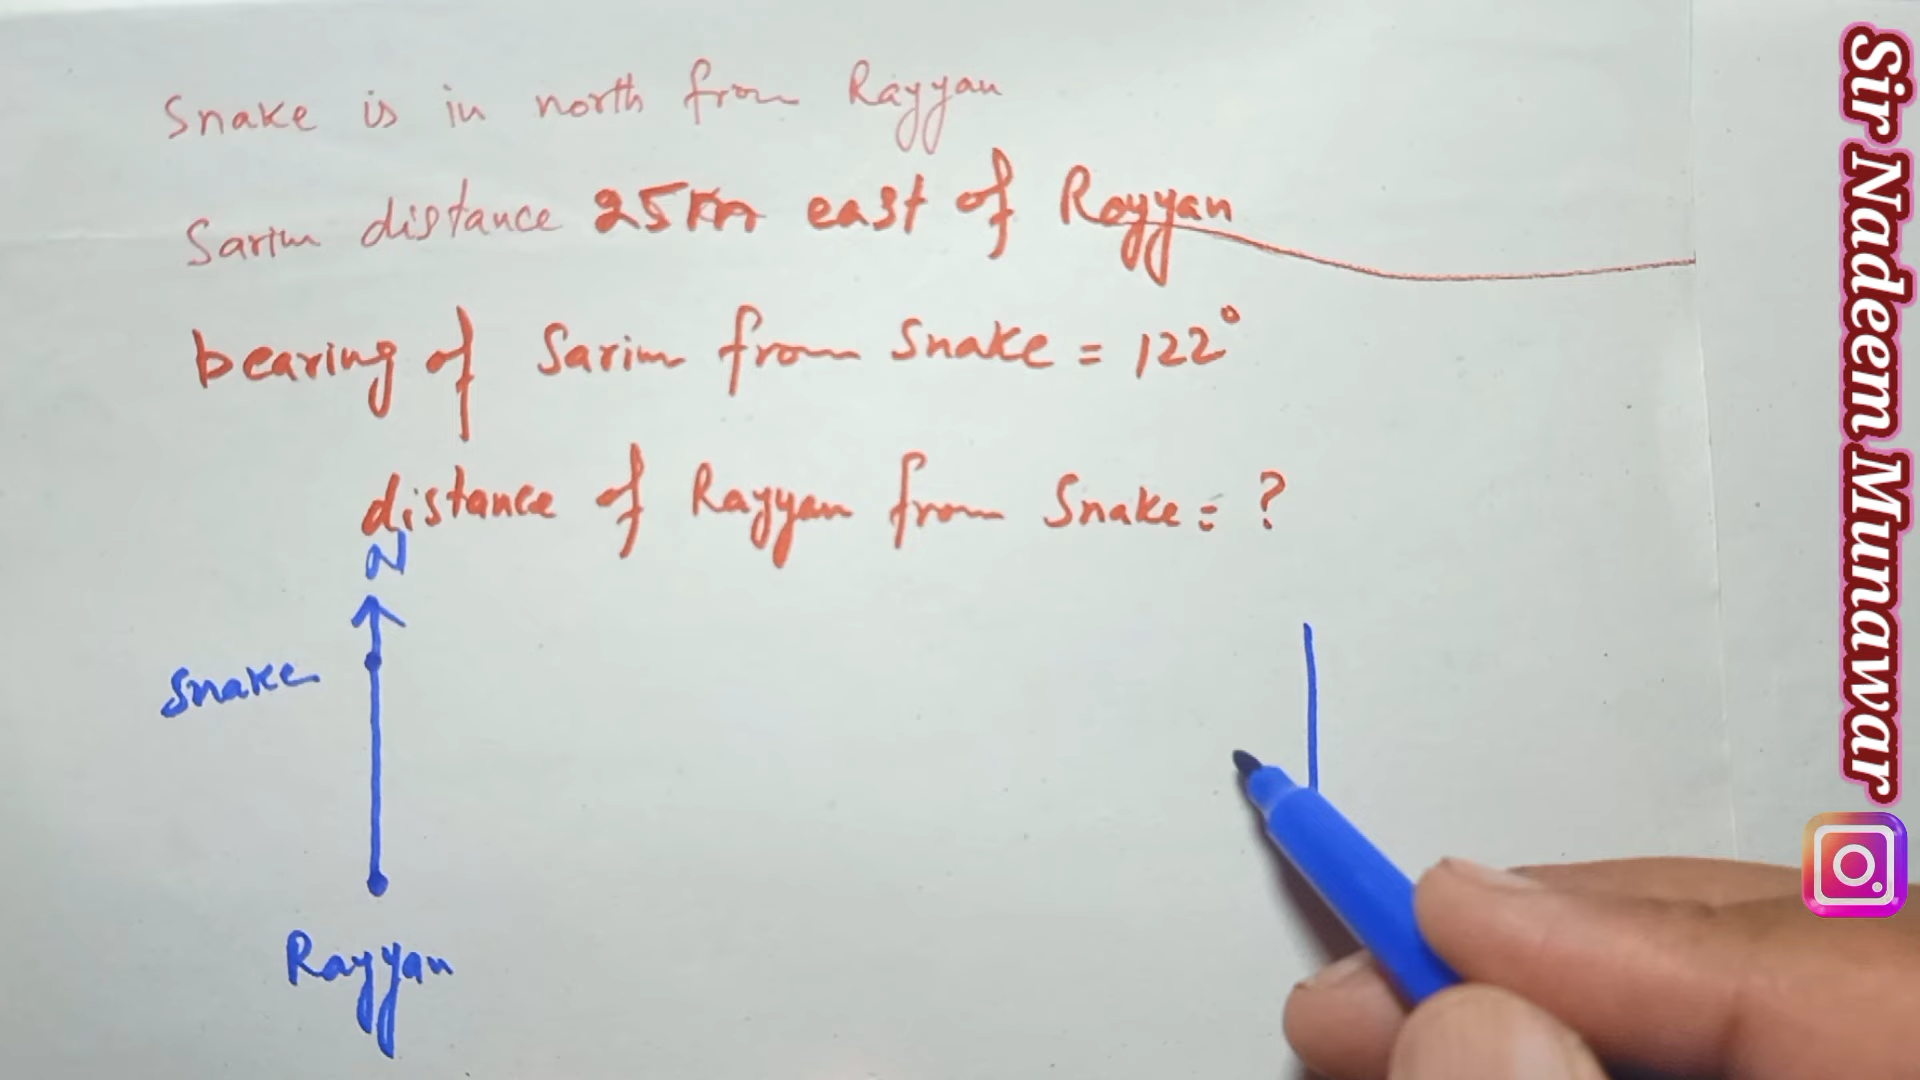 Snake is in north from Rayyan
Sarim distance 25km east of Rayyan
bearing of Sarim from Snake = 122°
distance of Rayyan from Snake = ?
N
Snake
Rayyan
Sir Nadeem Munawar